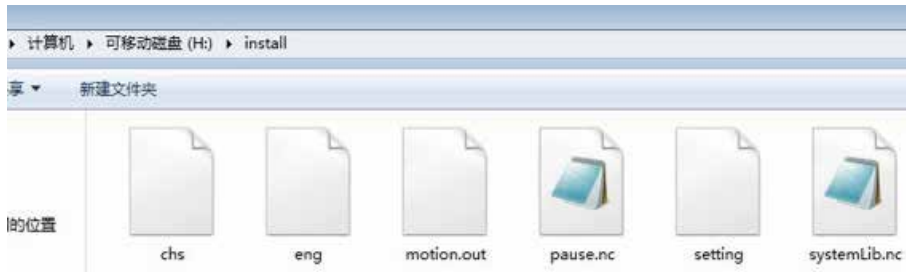 计算机 可移动磁盘 (H:) install
享 新建文件夹
的位置
chs eng motion.out pause.nc setting systemLib.nc